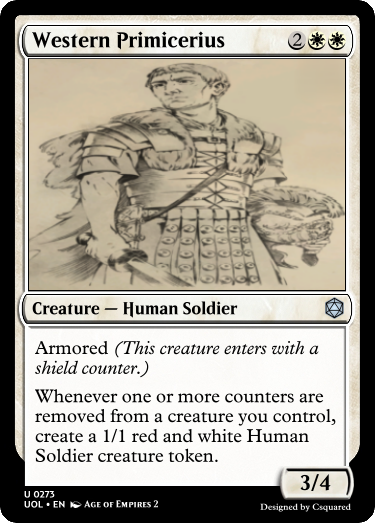 Western Primicerius 2
Creature — Human Soldier
Armored (This creature enters with a
shield counter.)
Whenever one or more counters are
removed from a creature you control,
create a 1/1 red and white Human
Soldier creature token.
3/4
U 0273
UOL • EN Age of Empires 2
Designed by Csquared